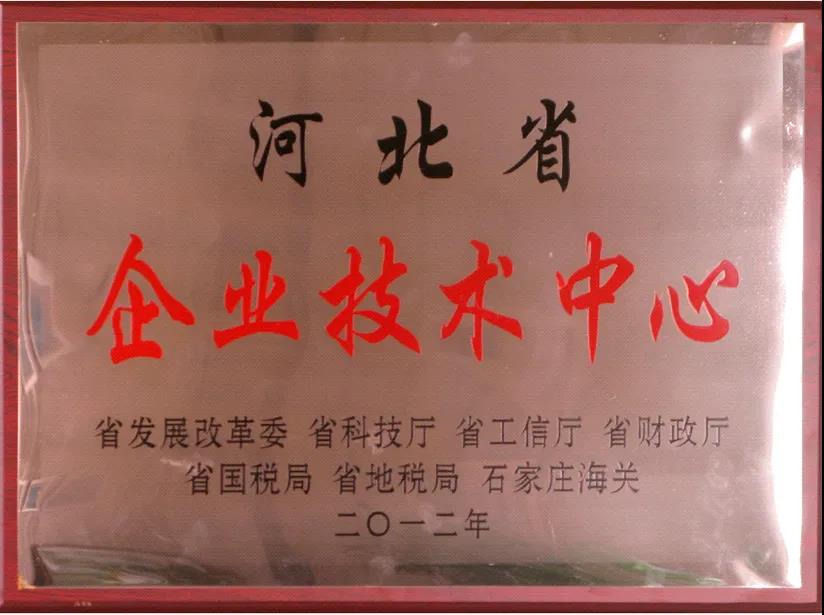 河北省
企业技术中心
省发展改革委 省科技厅 省工信厅 省财政厅
省国税局 省地税局 石家庄海关
二〇一二年